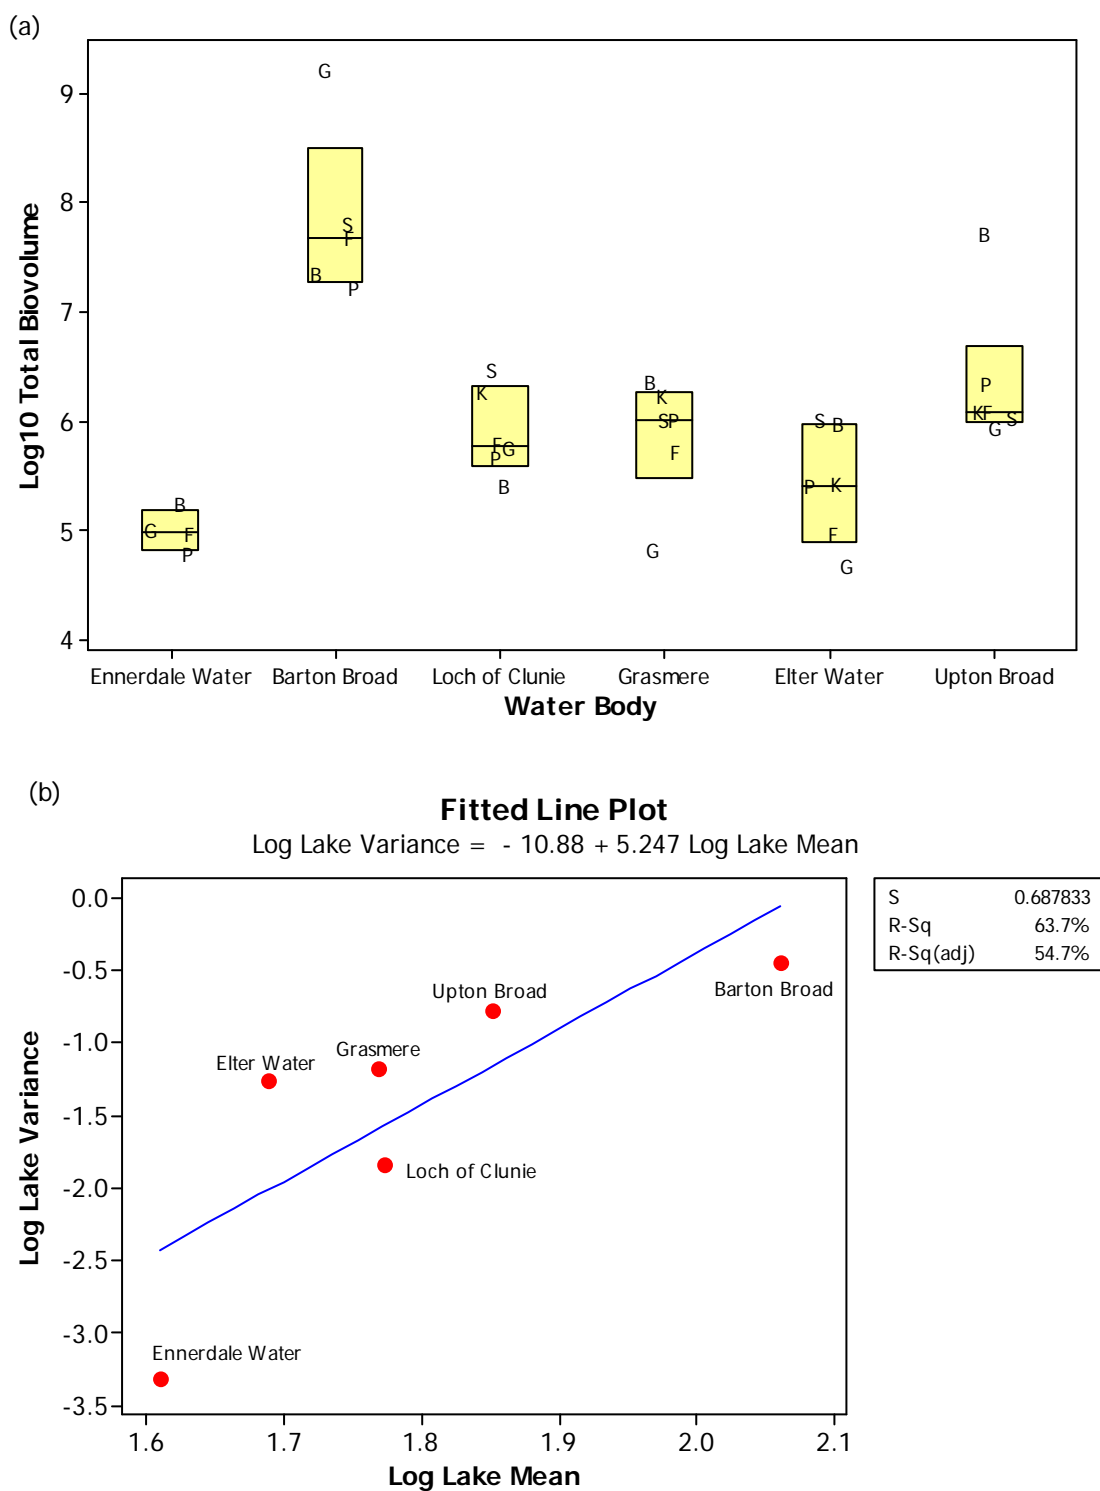 (a)
Log10 Total Biovolume
9
8
7
6
5
4
B
G
F
P
G
S
F
B
P
S
K
F
G
P
B
B
K
S
P
F
G
S
B
P
K
F
G
B
P
K
F
S
G
Ennerdale Water
Barton Broad
Loch of Clunie
Grasmere
Elter Water
Upton Broad
Water Body
(b)
Fitted Line Plot
Log Lake Variance = - 10.88 + 5.247 Log Lake Mean
S 0.687833
R-Sq 63.7%
R-Sq(adj) 54.7%
Log Lake Variance
0.0
-0.5
-1.0
-1.5
-2.0
-2.5
-3.0
-3.5
Barton Broad
Upton Broad
Grasmere
Elter Water
Loch of Clunie
Ennerdale Water
1.6
1.7
1.8
1.9
2.0
2.1
Log Lake Mean